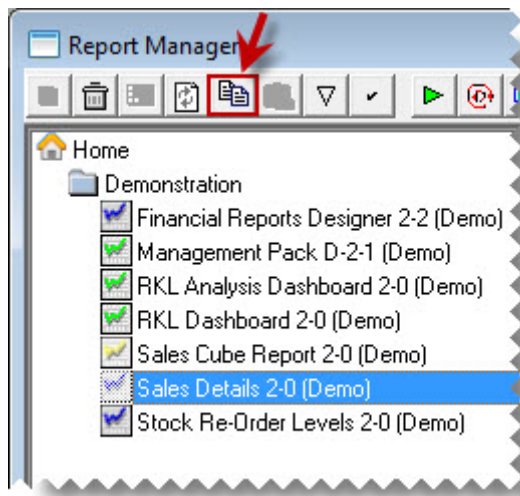 Report Manager
Home
Demonstration
Financial Reports Designer 2-2 (Demo)
Management Pack D-2-1 (Demo)
RKL Analysis Dashboard 2-0 (Demo)
RKL Dashboard 2-0 (Demo)
Sales Cube Report 2-0 (Demo)
Sales Details 2-0 (Demo)
Stock Re-Order Levels 2-0 (Demo)